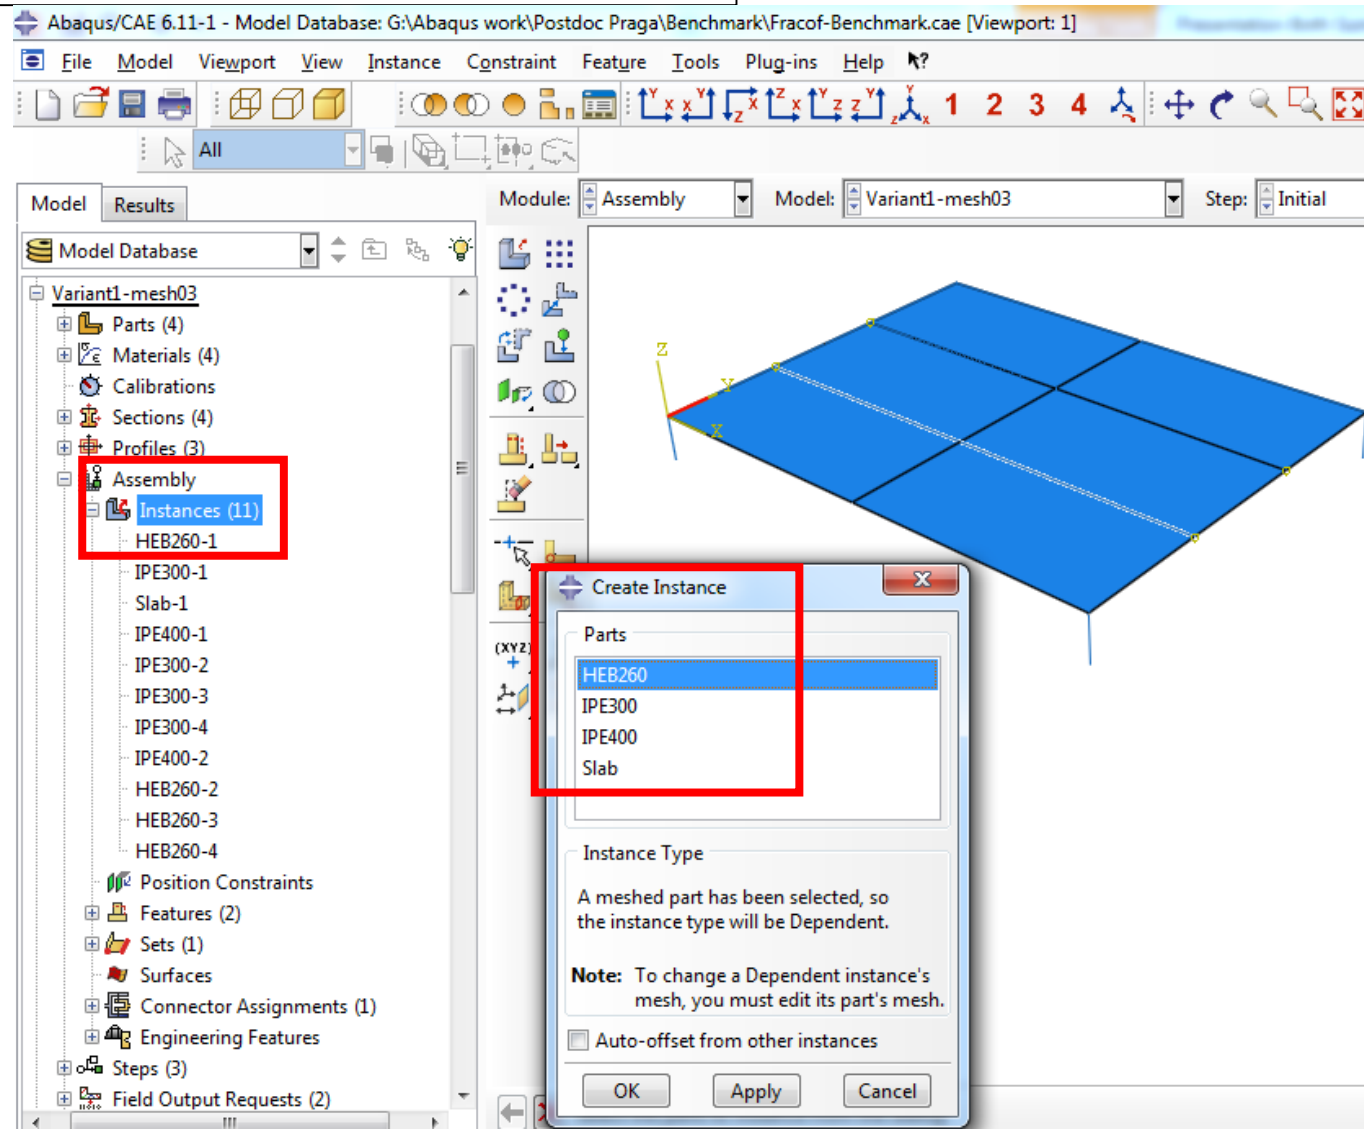 Abaqus/CAE 6.11-1 - Model Database: G:\Abaqus work\Postdoc Praga\Benchmark\Fracof-Benchmark.cae [Viewport: 1]
File Model Viewport View Instance Constraint Feature Tools Plug-ins Help
1 2 3 4
All
Model Results
Module: Assembly Model: Variant1-mesh03 Step: Initial
Model Database
Variant1-mesh03
Parts (4)
Materials (4)
Calibrations
Sections (4)
Profiles (3)
Assembly
Instances (11)
HEB260-1
IPE300-1
Slab-1
IPE400-1
IPE300-2
IPE300-3
IPE300-4
IPE400-2
HEB260-2
HEB260-3
HEB260-4
Position Constraints
Features (2)
Sets (1)
Surfaces
Connector Assignments (1)
Engineering Features
Steps (3)
Field Output Requests (2)
(XYZ)
Z
Y
X
Create Instance
Parts
HEB260
IPE300
IPE400
Slab
Instance Type
A meshed part has been selected, so
the instance type will be Dependent.
Note: To change a Dependent instance's
mesh, you must edit its part's mesh.
Auto-offset from other instances
OK Apply Cancel